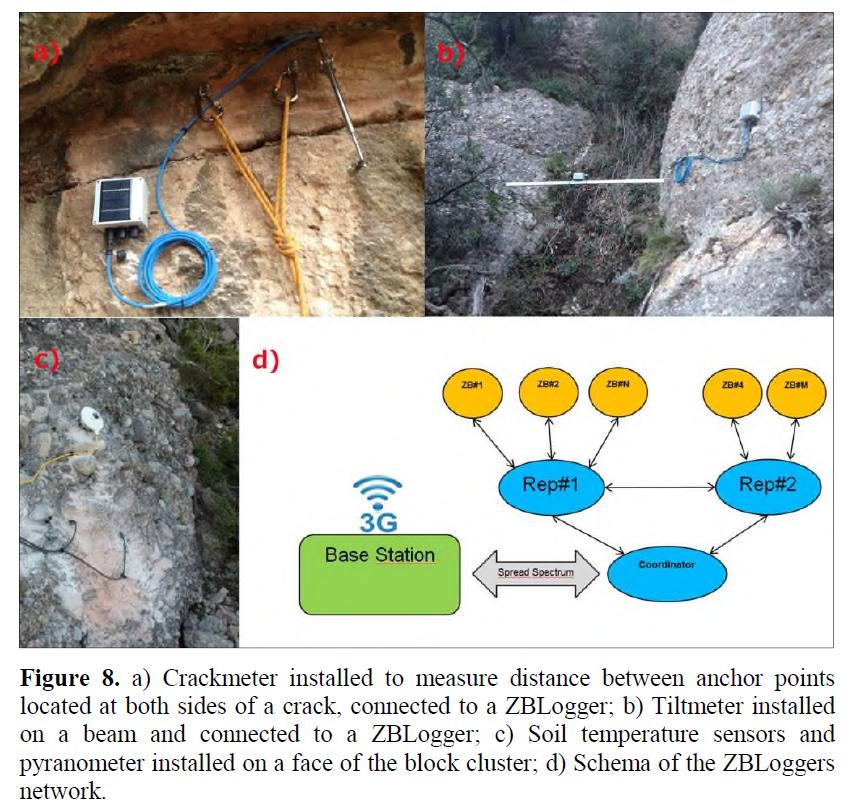 a)
b)
c)
d)
ZB#1
ZB#2
ZB#N
ZB#4
ZB#M
Rep#1
Rep#2
3G
Base Station
Spread Spectrum
Coordinator
Figure 8. a) Crackmeter installed to measure distance between anchor points
located at both sides of a crack, connected to a ZBLogger; b) Tiltmeter installed
on a beam and connected to a ZBLogger; c) Soil temperature sensors and
pyranometer installed on a face of the block cluster; d) Schema of the ZBLoggers
network.